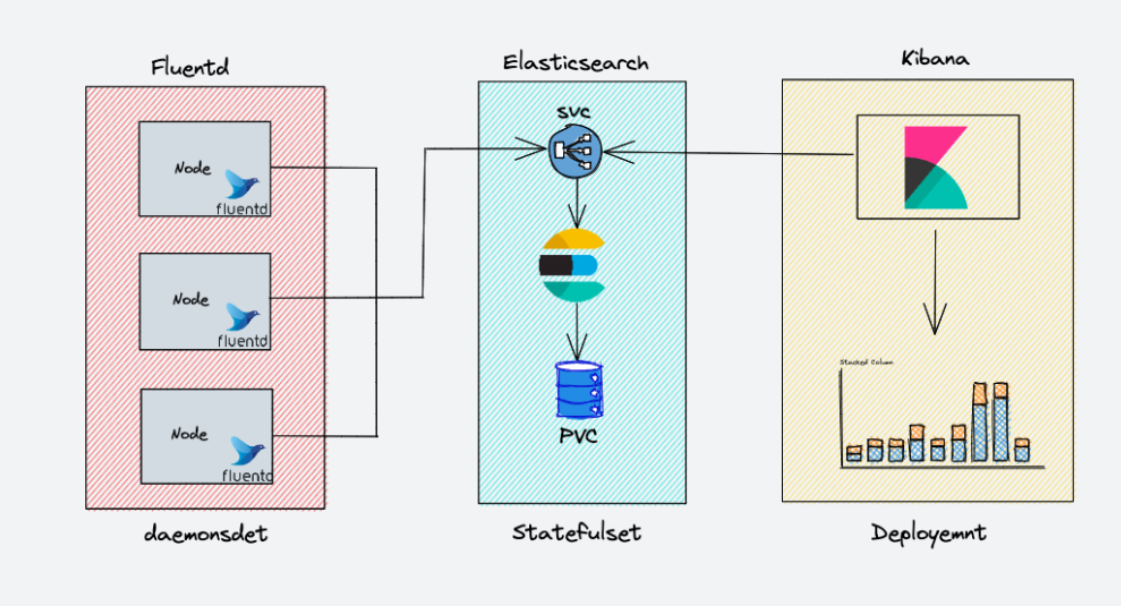 Fluentd
Node
fluentd
Node
fluentd
Node
fluentd
daemonsdet
Elasticsearch
svc
PVC
Statefulset
Kibana
Stacked Column
Deployemnt